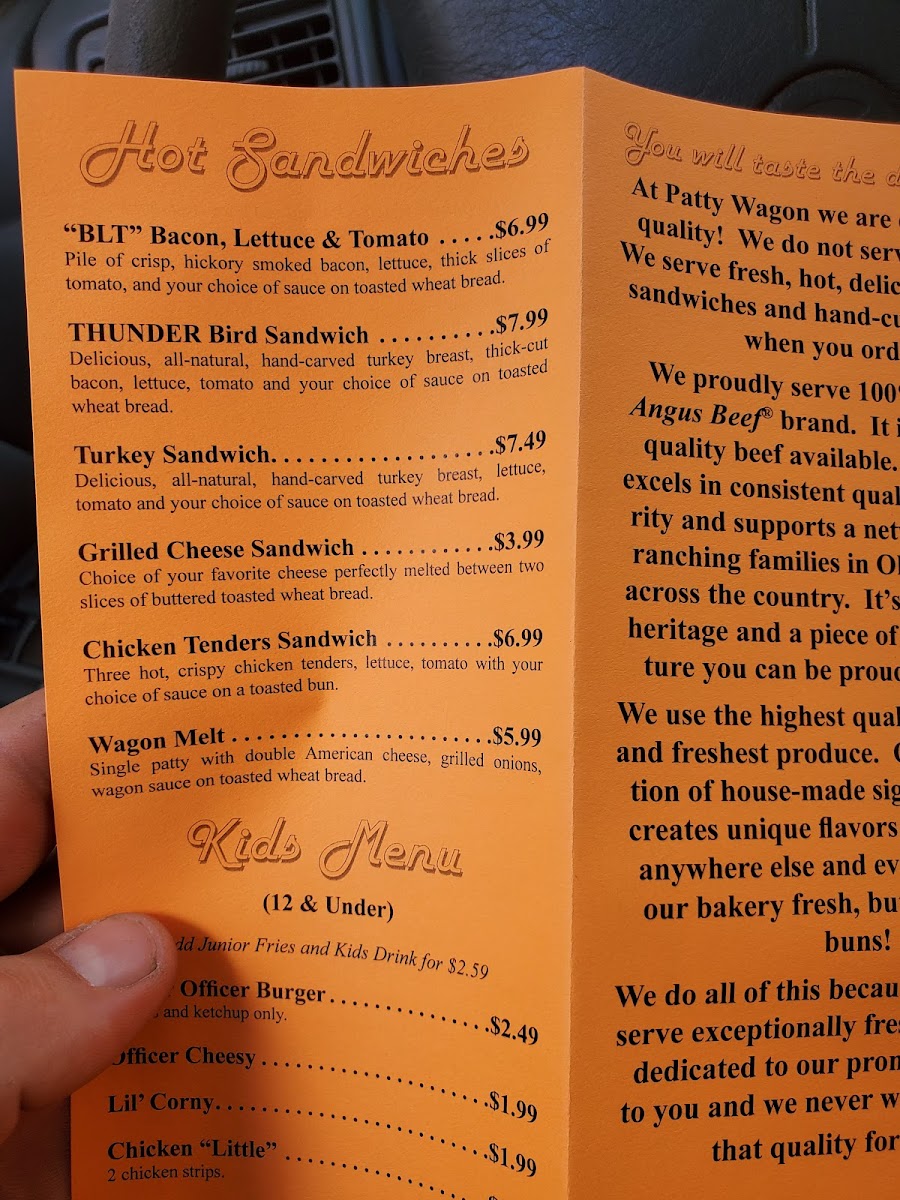 Hot Sandwiches
“BLT” Bacon, Lettuce & Tomato .....$6.99
Pile of crisp, hickory smoked bacon, lettuce, thick slices of
tomato, and your choice of sauce on toasted wheat bread.
THUNDER Bird Sandwich ..........$7.99
Delicious, all-natural, hand-carved turkey breast, thick-cut
bacon, lettuce, tomato and your choice of sauce on toasted
wheat bread.
Turkey Sandwich...................$7.49
Delicious, all-natural, hand-carved turkey breast, lettuce,
tomato and your choice of sauce on toasted wheat bread.
Grilled Cheese Sandwich ............$3.99
Choice of your favorite cheese perfectly melted between two
slices of buttered toasted wheat bread.
Chicken Tenders Sandwich ..........$6.99
Three hot, crispy chicken tenders, lettuce, tomato with your
choice of sauce on a toasted bun.
Wagon Melt .......................$5.99
Single patty with double American cheese, grilled onions,
wagon sauce on toasted wheat bread.
Kids Menu
(12 & Under)
dd Junior Fries and Kids Drink for $2.59
Officer Burger..................$2.49
and ketchup only.
Officer Cheesy .........................$1.99
Lil’ Corny..............................$1.99
Chicken “Little” ......................
2 chicken strips.
You will taste the d
At Patty Wagon we are
quality! We do not serv
We serve fresh, hot, delic
sandwiches and hand-cu
when you ord
We proudly serve 100
Angus Beef® brand. It i
quality beef available.
excels in consistent qual
rity and supports a net
ranching families in Ok
across the country. It’s
heritage and a piece of
ture you can be prou
We use the highest qual
and freshest produce.
tion of house-made sig
creates unique flavors
anywhere else and ev
our bakery fresh, bu
buns!
We do all of this becau
serve exceptionally fre
dedicated to our pro
to you and we never w
that quality for